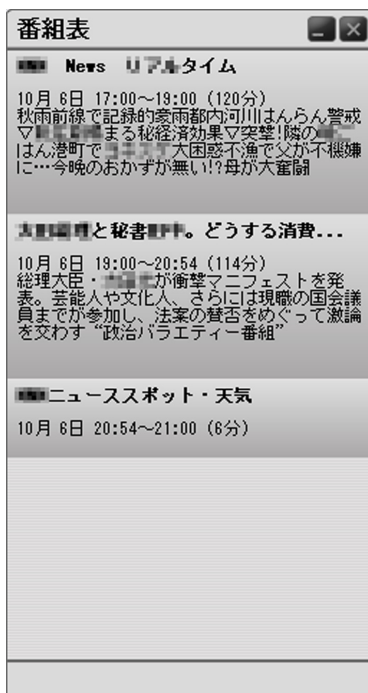 番組表
News リアルタイム
10月 6日 17:00～19:00 (120分)
秋雨前線で記録的豪雨都内河川はんらん警戒
▽まる秘経済効果▽突撃!隣の
はん港町で大困惑不漁で父が不機嫌
に…今晩のおかずが無い!?母が大奮闘
と秘書。どうする消費...
10月 6日 19:00～20:54 (114分)
総理大臣・が衝撃マニフェストを発
表。芸能人や文化人、さらには現職の国会議
員までが参加し、法案の賛否をめぐって激論
を交わす“政治バラエティー番組”
ニューススポット・天気
10月 6日 20:54～21:00 (6分)